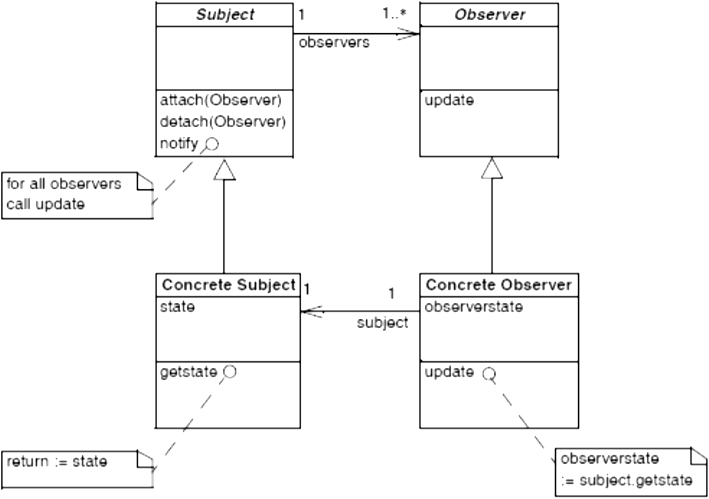 Subject
1
1..*
Observer
observers
attach(Observer)
detach(Observer)
notify
update
for all observers
call update
Concrete Subject
1
1
Concrete Observer
state
subject
observerstate
getstate
update
return := state
observerstate
:= subject.getstate